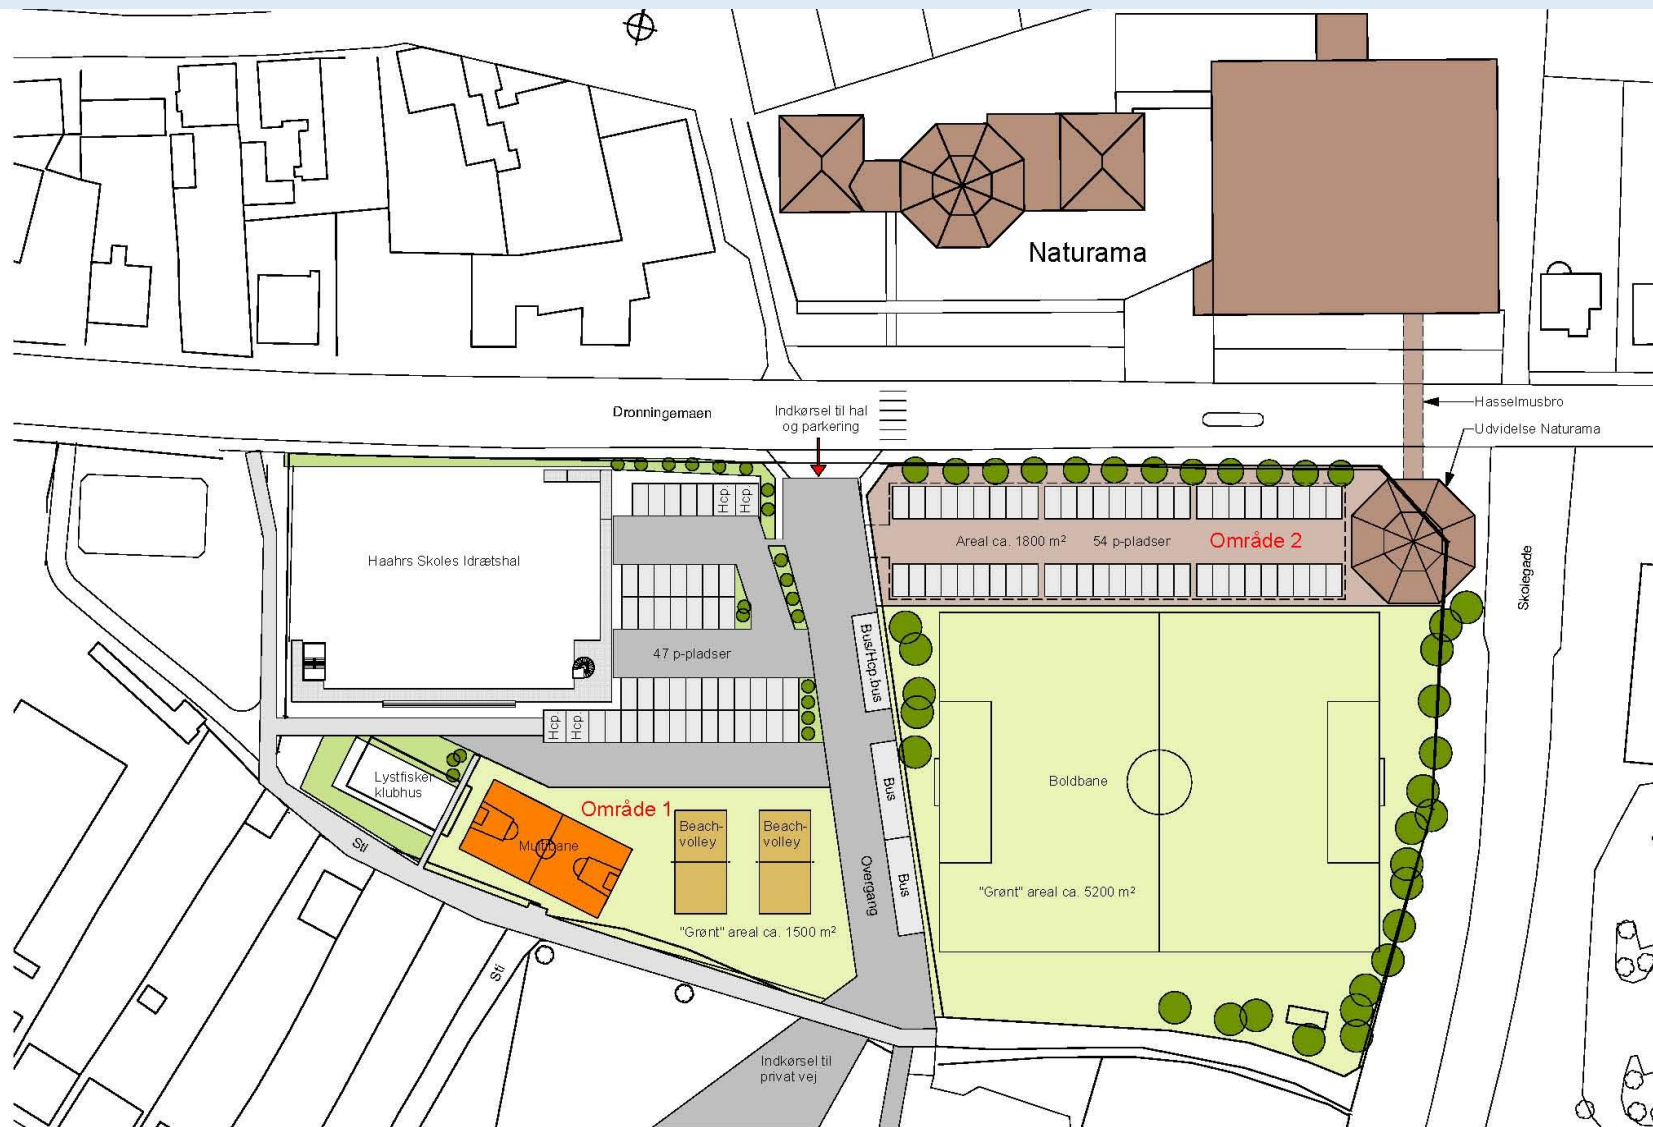 Naturama
Dronningemaen
Indkørsel til hal
og parkering
Hasselmusbro
Udvidelse Naturama
Hcp.
Hcp.
Haahrs Skoles Idrætshal
Areal ca. 1800 m²
54 p-pladser
Område 2
Skolegade
47 p-pladser
Bus/Hcp.bus
Hcp.
Hcp.
Lystfisker
klubhus
Område 1
Bus
Boldbane
Beach-
volley
Beach-
volley
Multibane
Sti
Overgang
Bus
"Grønt" areal ca. 5200 m²
"Grønt" areal ca. 1500 m²
Sti
Indkørsel til
privat vej